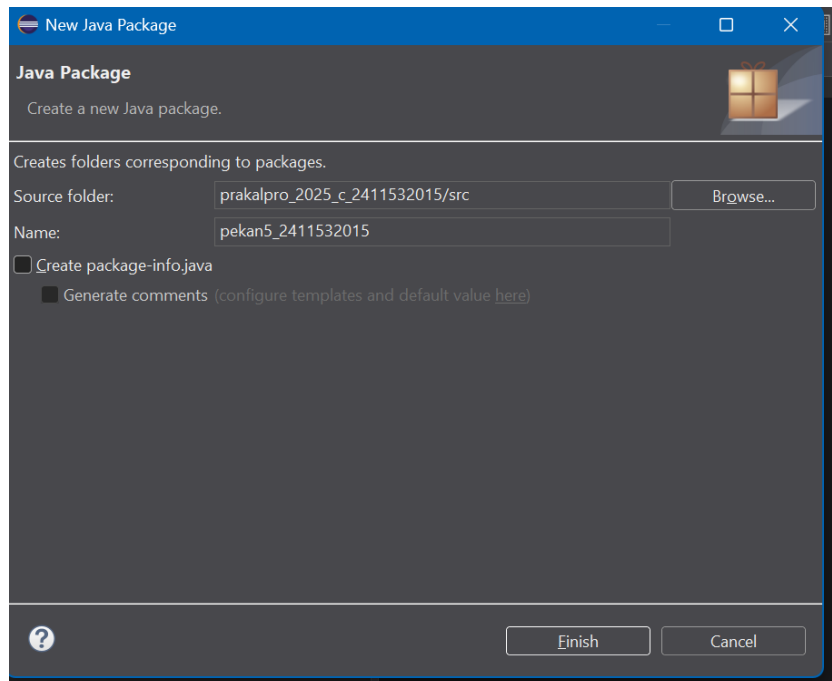 New Java Package
Java Package
Create a new Java package.
Creates folders corresponding to packages.
Source folder: prakalpro_2025_c_2411532015/src Browse...
Name: pekan5_2411532015
Create package-info.java
Generate comments (configure templates and default value here)
? Finish Cancel